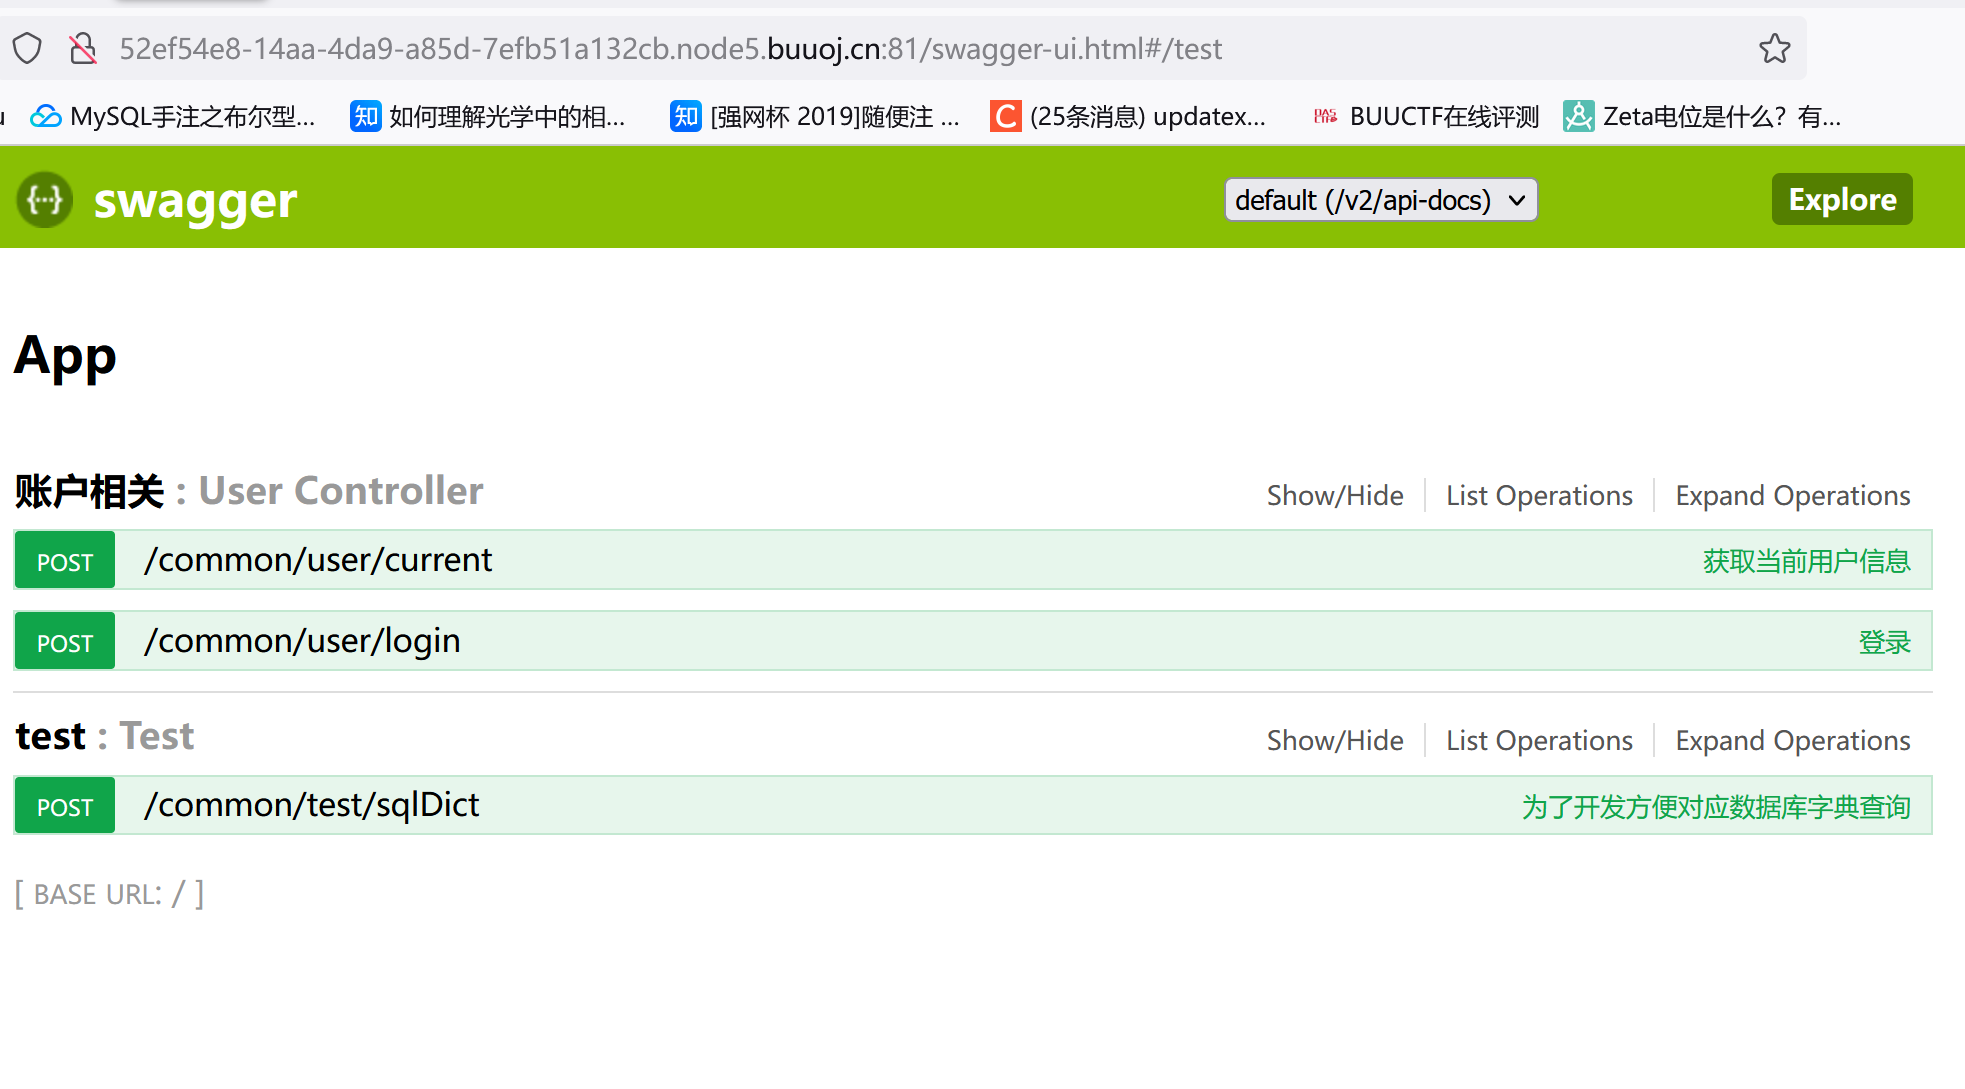 52ef54e8-14aa-4da9-a85d-7efb51a132cb.node5.buuoj.cn:81/swagger-ui.html#/test
MySQL手注之布尔型... 如何理解光学中的相... [强网杯 2019]随便注 ... (25条消息) updatex... BUUCTF在线评测 Zeta电位是什么？有...
{···} swagger default (/v2/api-docs) Explore
App
账户相关 : User Controller Show/Hide List Operations Expand Operations
POST /common/user/current 获取当前用户信息
POST /common/user/login 登录
test : Test Show/Hide List Operations Expand Operations
POST /common/test/sqlDict 为了开发方便对应数据库字典查询
[ BASE URL: / ]